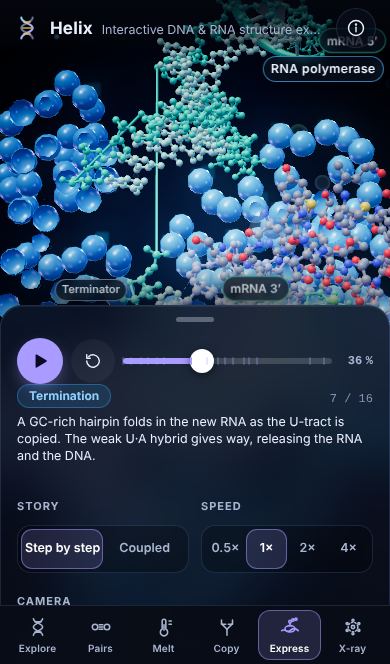 Helix Interactive DNA & RNA structure ex...
mRNA 5′
RNA polymerase
Terminator
mRNA 3′
36 %
Termination
7 / 16
A GC-rich hairpin folds in the new RNA as the U-tract is
copied. The weak U·A hybrid gives way, releasing the RNA
and the DNA.
STORY
SPEED
Step by step
Coupled
0.5×
1×
2×
4×
CAMERA
Explore
Pairs
Melt
Copy
Express
X-ray